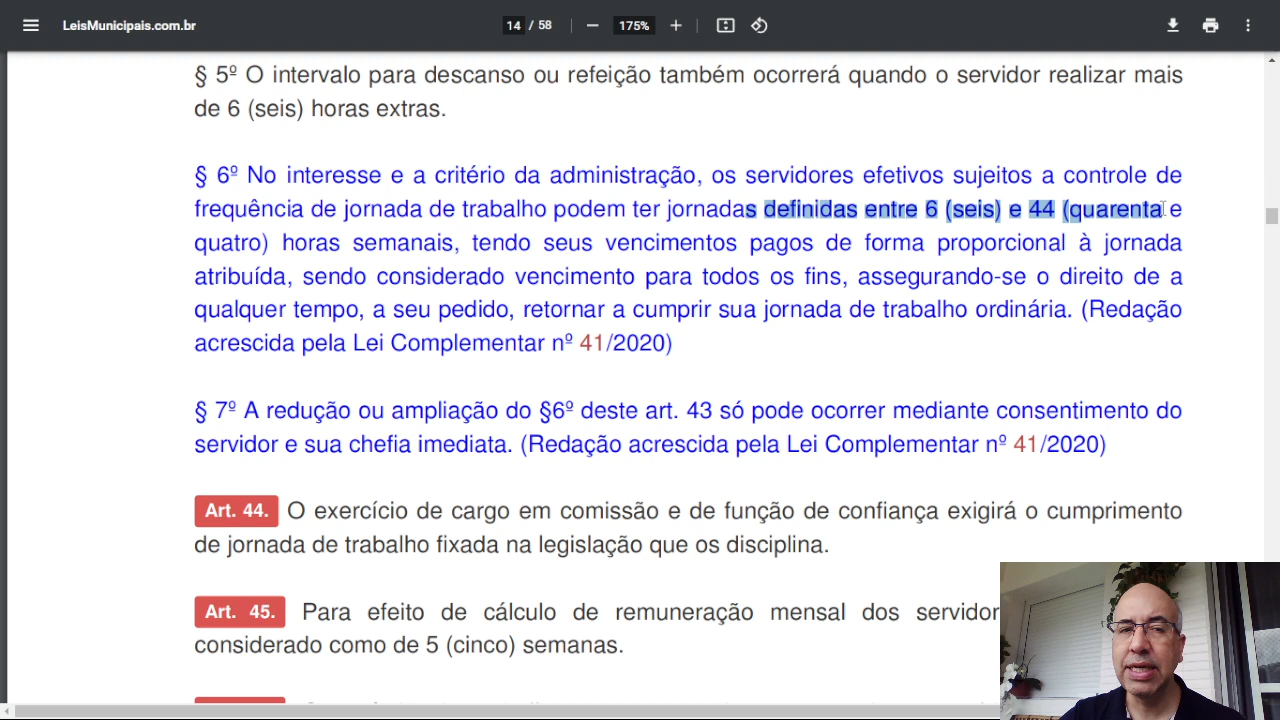 LeisMunicipais.com.br
14 / 58
175%
§ 5º O intervalo para descanso ou refeição também ocorrerá quando o servidor realizar mais
de 6 (seis) horas extras.
§ 6º No interesse e a critério da administração, os servidores efetivos sujeitos a controle de
frequência de jornada de trabalho podem ter jornadas definidas entre 6 (seis) e 44 (quarenta e
quatro) horas semanais, tendo seus vencimentos pagos de forma proporcional à jornada
atribuída, sendo considerado vencimento para todos os fins, assegurando-se o direito de a
qualquer tempo, a seu pedido, retornar a cumprir sua jornada de trabalho ordinária. (Redação
acrescida pela Lei Complementar nº 41/2020)
§ 7º A redução ou ampliação do §6º deste art. 43 só pode ocorrer mediante consentimento do
servidor e sua chefia imediata. (Redação acrescida pela Lei Complementar nº 41/2020)
Art. 44. O exercício de cargo em comissão e de função de confiança exigirá o cumprimento
de jornada de trabalho fixada na legislação que os disciplina.
Art. 45. Para efeito de cálculo de remuneração mensal dos servidor
considerado como de 5 (cinco) semanas.